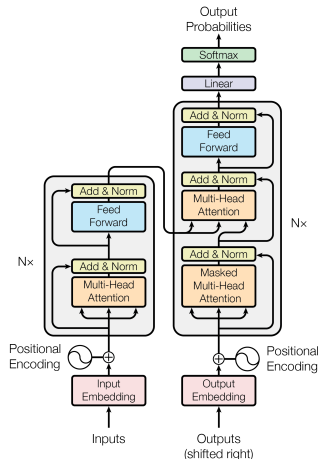 Output
Probabilities
Softmax
Linear
Add & Norm
Feed
Forward
Add & Norm
Multi-Head
Attention
Add & Norm
Masked
Multi-Head
Attention
N×
Add & Norm
Feed
Forward
Add & Norm
Multi-Head
Attention
N×
Positional
Encoding
Positional
Encoding
Input
Embedding
Output
Embedding
Inputs
Outputs
(shifted right)